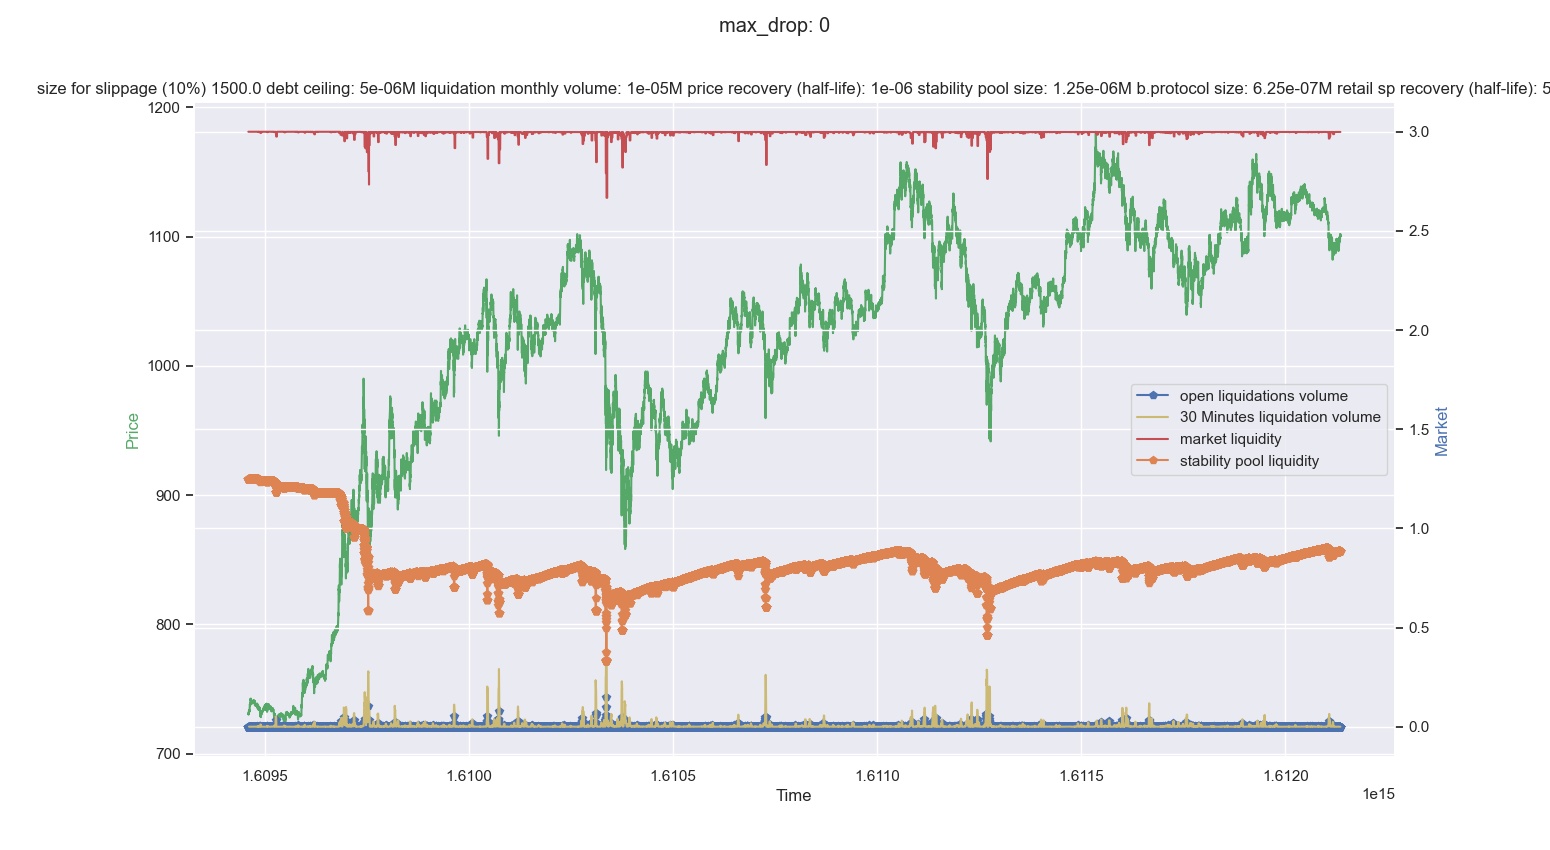 max_drop: 0
size for slippage (10%) 1500.0 debt ceiling: 5e-06M liquidation monthly volume: 1e-05M price recovery (half-life): 1e-06 stability pool size: 1.25e-06M b.protocol size: 6.25e-07M retail sp recovery (half-life): 5
1200
1100
1000
900
800
700
Price
3.0
2.5
2.0
1.5
1.0
0.5
0.0
Market
open liquidations volume
30 Minutes liquidation volume
market liquidity
stability pool liquidity
1.6095 1.6100 1.6105 1.6110 1.6115 1.6120
Time
1e15